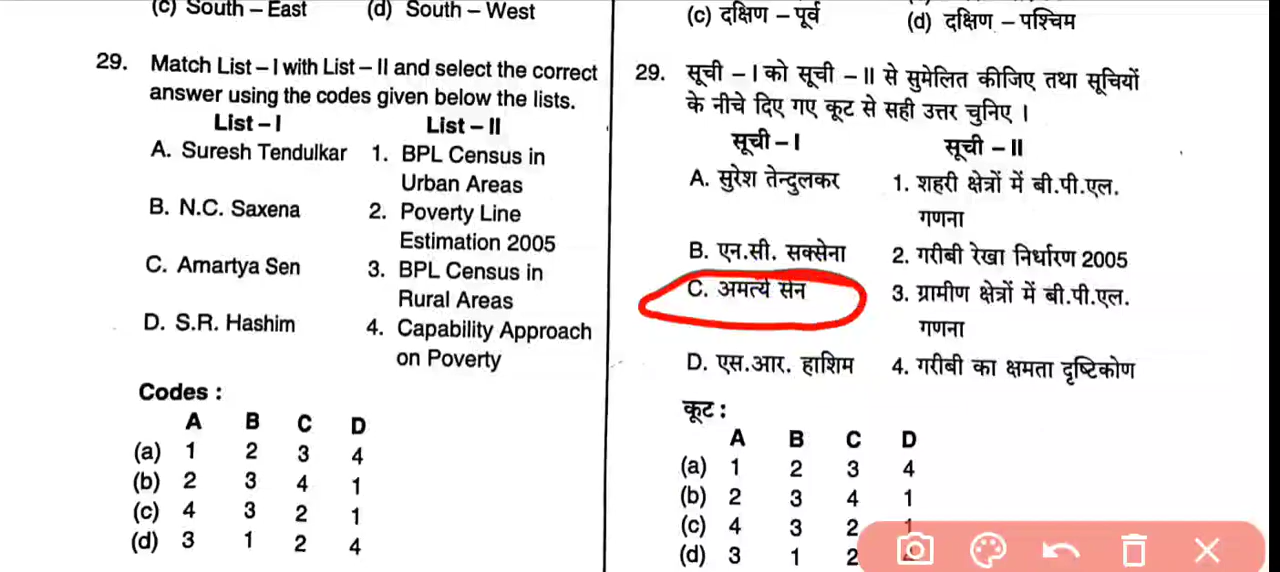 (c) South – East (d) South – West
29. Match List – I with List – II and select the correct
answer using the codes given below the lists.
List – I List – II
A. Suresh Tendulkar 1. BPL Census in
Urban Areas
B. N.C. Saxena 2. Poverty Line
Estimation 2005
C. Amartya Sen 3. BPL Census in
Rural Areas
D. S.R. Hashim 4. Capability Approach
on Poverty
Codes :
A B C D
(a) 1 2 3 4
(b) 2 3 4 1
(c) 4 3 2 1
(d) 3 1 2 4
(c) दक्षिण – पूर्व (d) दक्षिण – पश्चिम
29. सूची – I को सूची – II से सुमेलित कीजिए तथा सूचियों
के नीचे दिए गए कूट से सही उत्तर चुनिए ।
सूची – I सूची – II
A. सुरेश तेन्दुलकर 1. शहरी क्षेत्रों में बी.पी.एल.
गणना
B. एन.सी. सक्सेना 2. गरीबी रेखा निर्धारण 2005
C. अमर्त्य सेन 3. ग्रामीण क्षेत्रों में बी.पी.एल.
गणना
D. एस.आर. हाशिम 4. गरीबी का क्षमता दृष्टिकोण
कूट :
A B C D
(a) 1 2 3 4
(b) 2 3 4 1
(c) 4 3 2 1
(d) 3 1 2